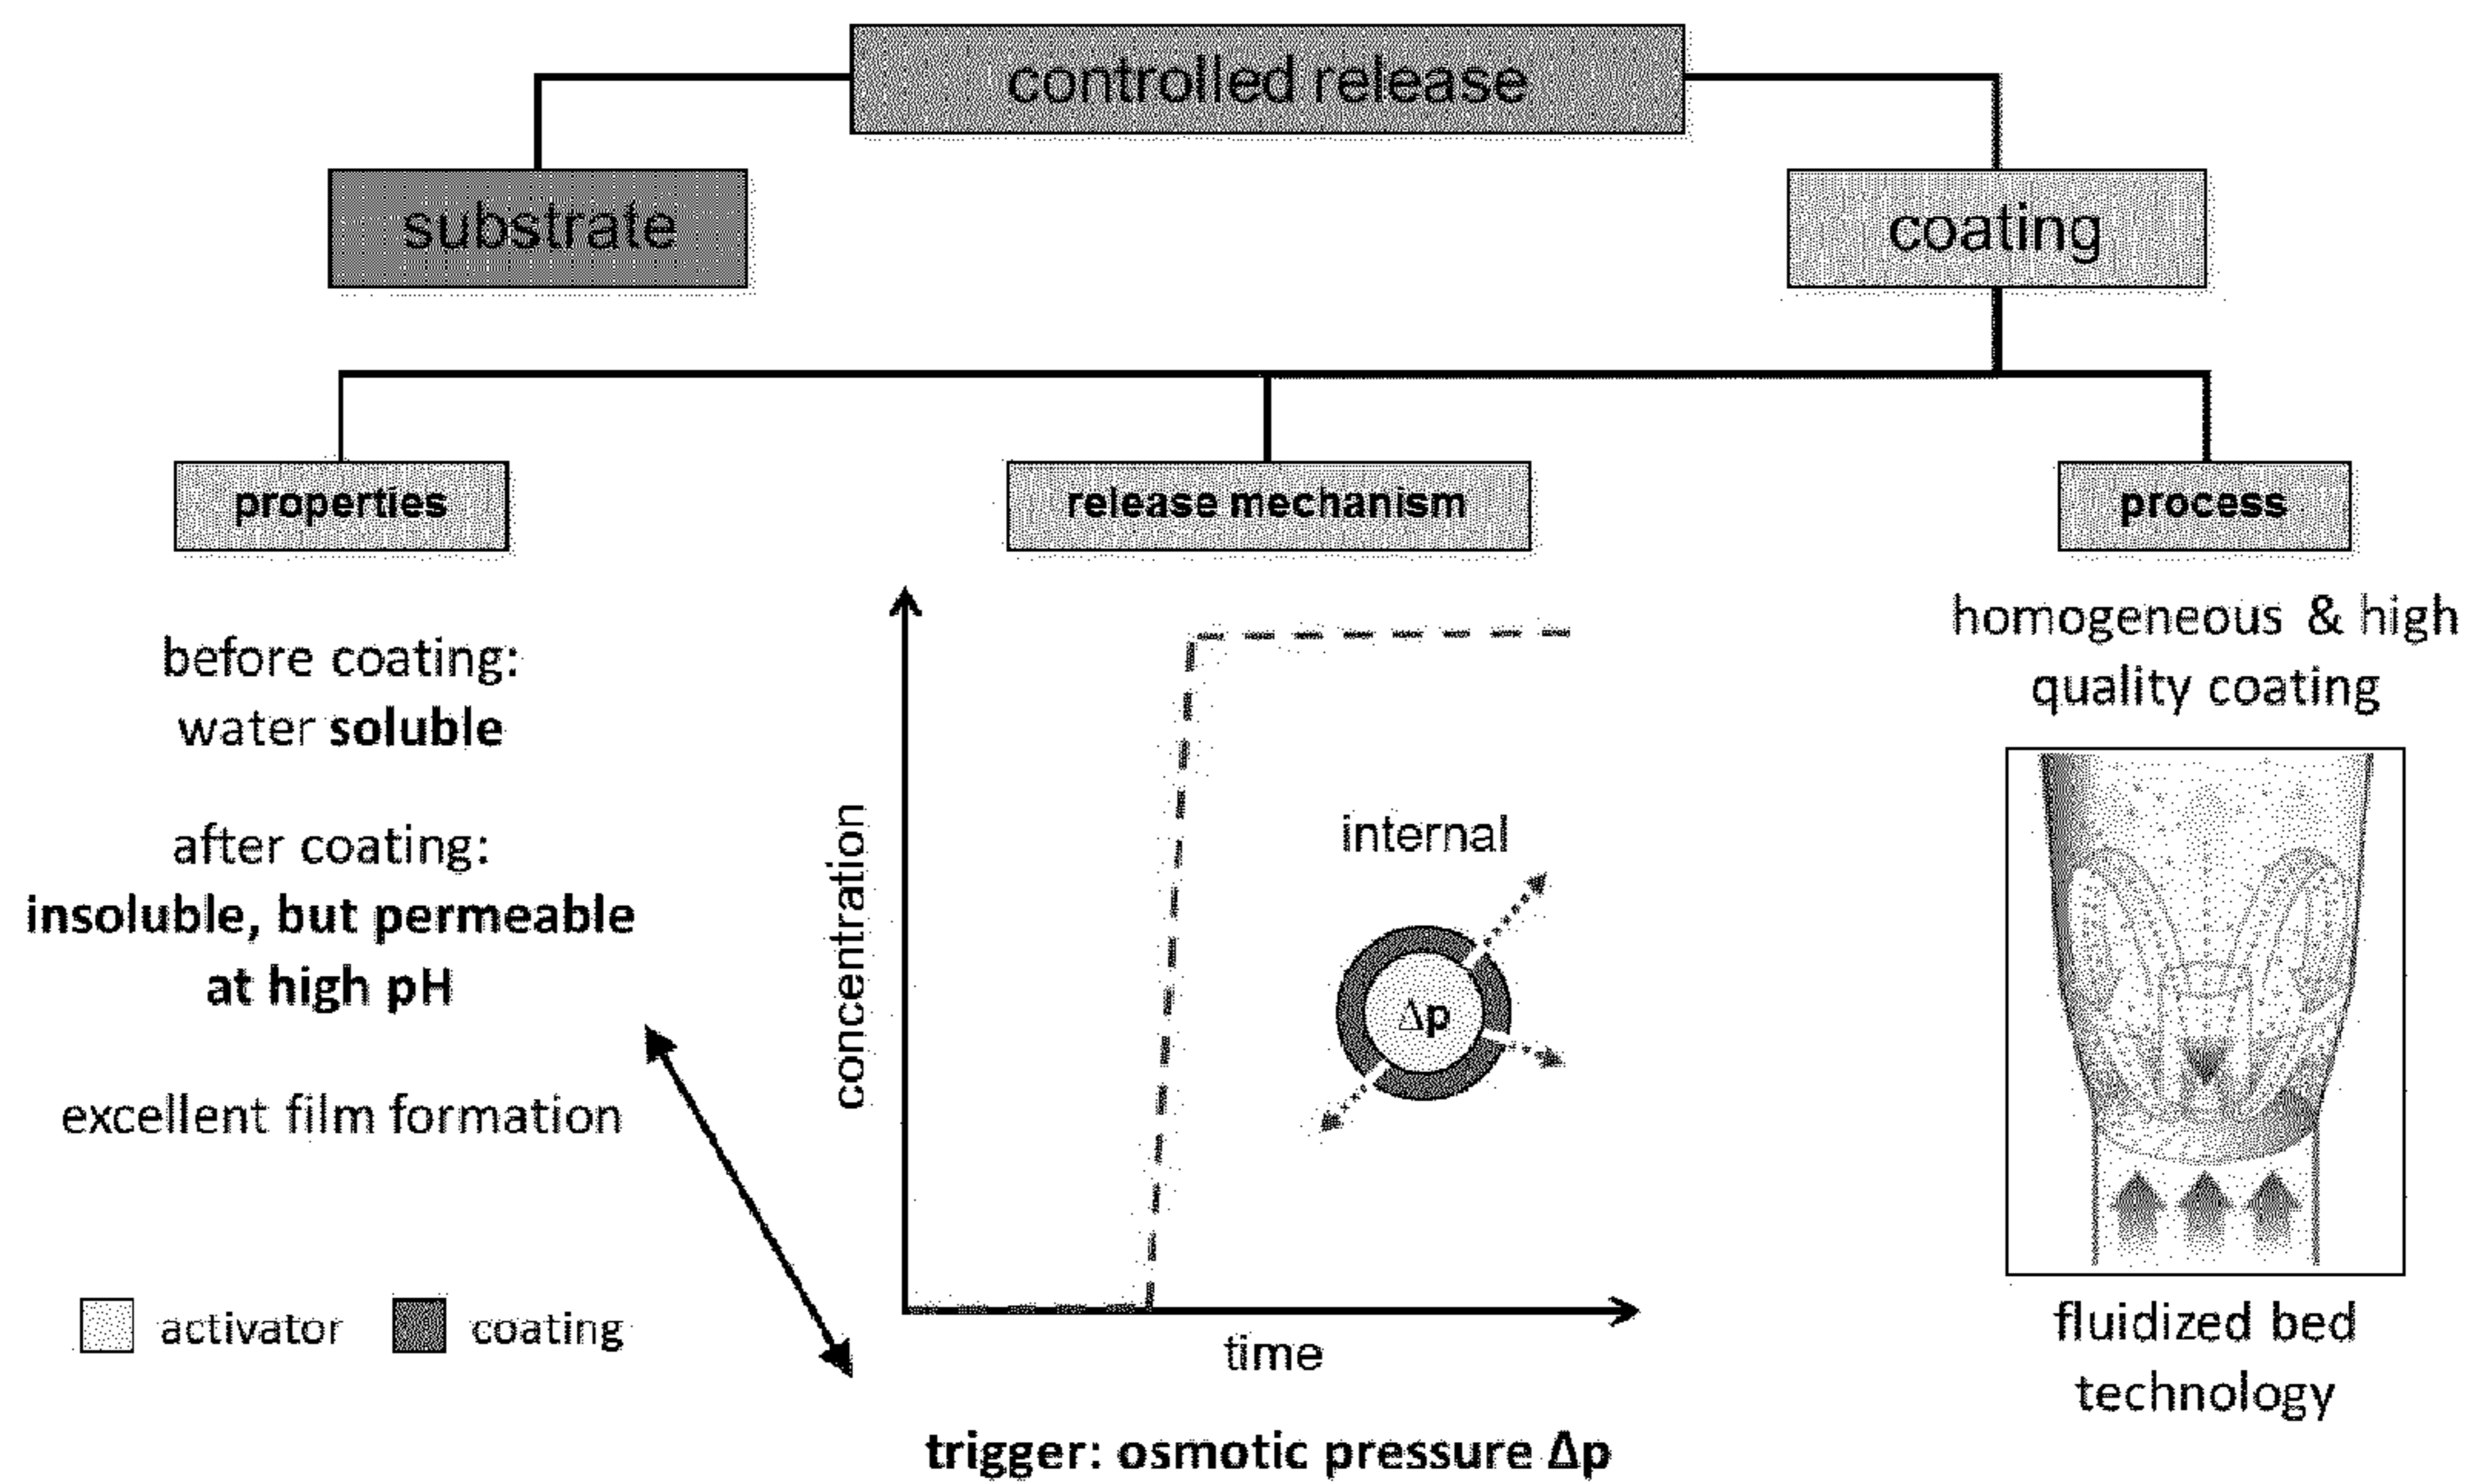 controlled release
substrate
coating
properties
release mechanism
process
before coating:
water soluble
after coating:
insoluble, but permeable
at high pH
excellent film formation
activator
coating
concentration
internal
Δp
time
trigger: osmotic pressure Δp
homogeneous & high
quality coating
fluidized bed
technology